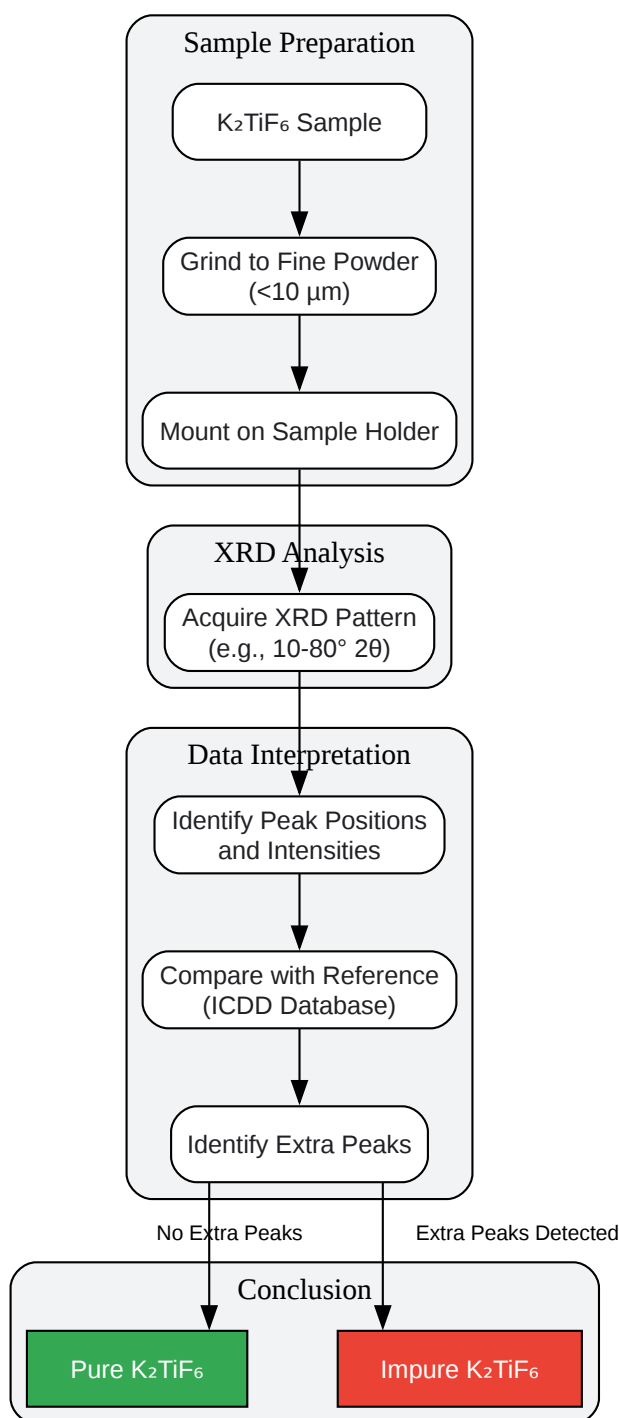 Sample Preparation
K₂TiF₆ Sample
Grind to Fine Powder
(<10 µm)
Mount on Sample Holder
XRD Analysis
Acquire XRD Pattern
(e.g., 10-80° 2θ)
Data Interpretation
Identify Peak Positions
and Intensities
Compare with Reference
(ICDD Database)
Identify Extra Peaks
No Extra Peaks
Extra Peaks Detected
Conclusion
Pure K₂TiF₆
Impure K₂TiF₆